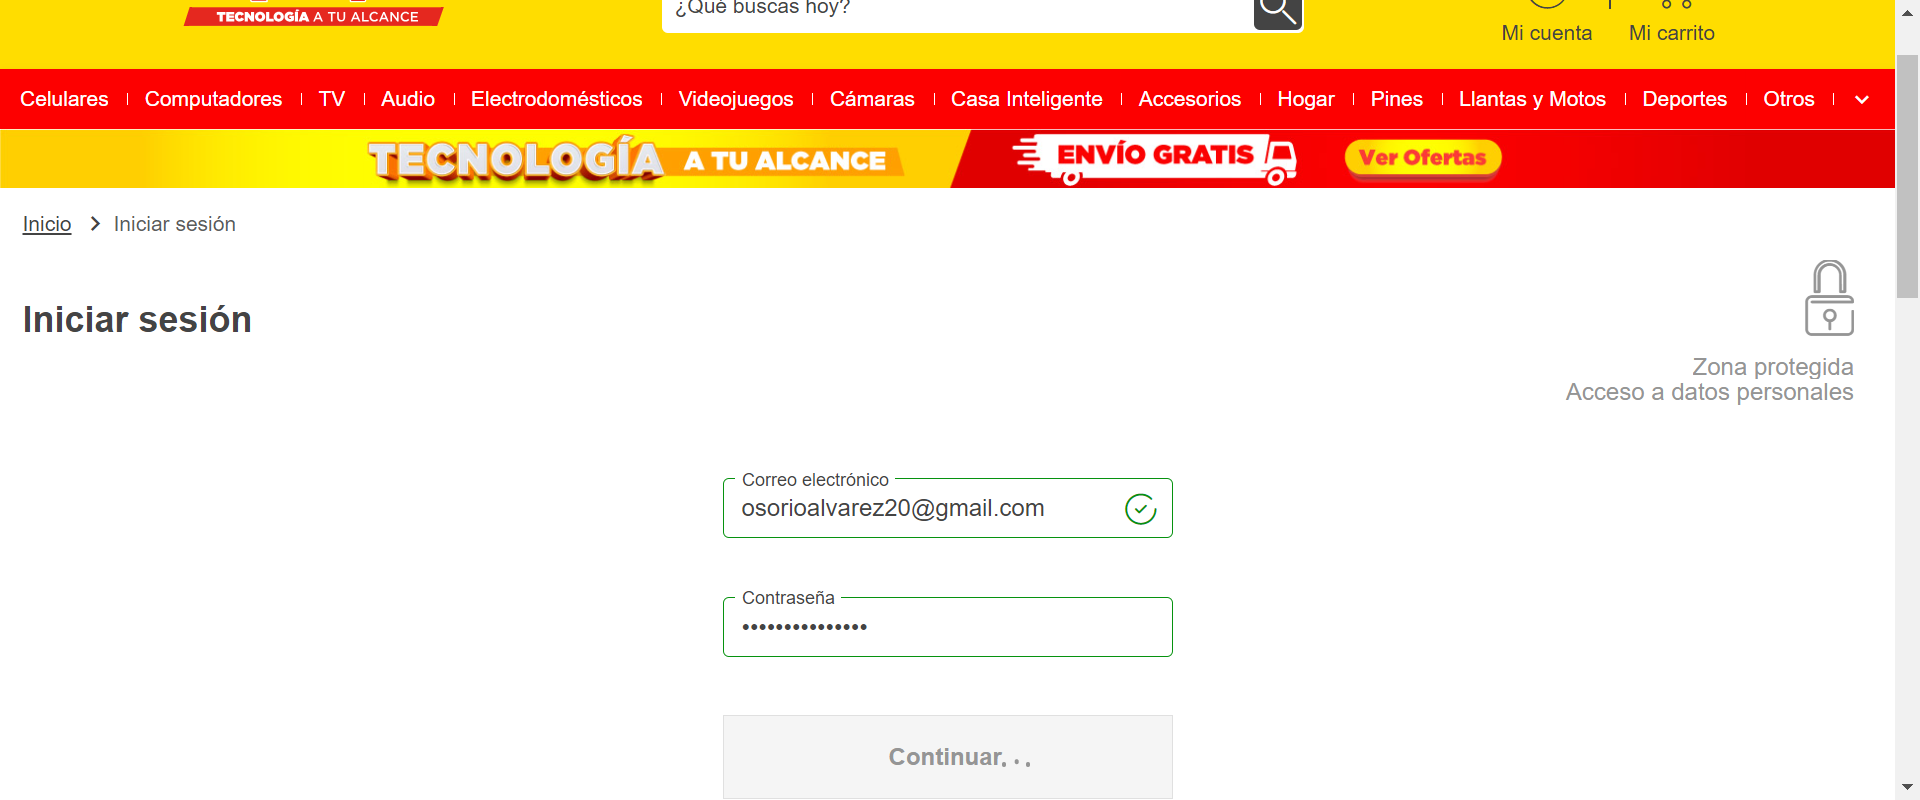 TECNOLOGÍA A TU ALCANCE
¿Qué buscas hoy?
Mi cuenta
Mi carrito
Celulares
Computadores
TV
Audio
Electrodomésticos
Videojuegos
Cámaras
Casa Inteligente
Accesorios
Hogar
Pines
Llantas y Motos
Deportes
Otros
TECNOLOGÍA A TU ALCANCE
ENVÍO GRATIS
Ver Ofertas
Inicio
Iniciar sesión
Iniciar sesión
Zona protegida
Acceso a datos personales
Correo electrónico
osorioalvarez20@gmail.com
Contraseña
•••••••••••••••
Continuar...